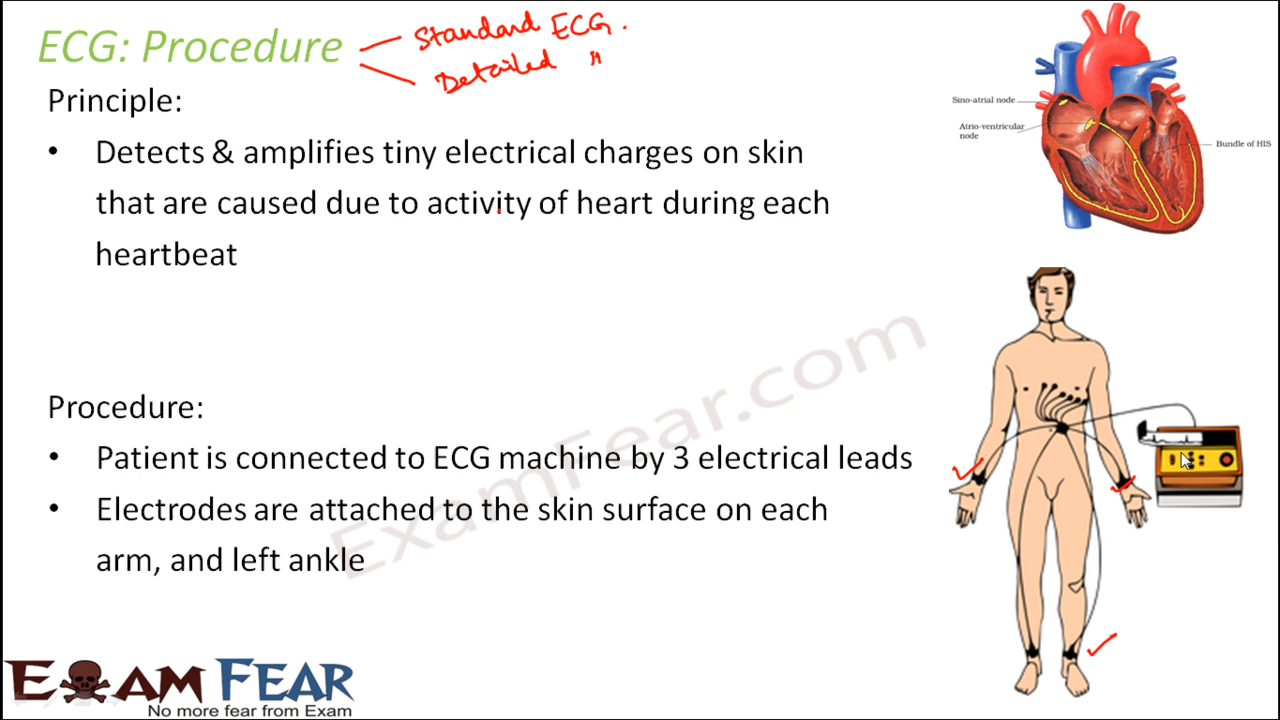 ECG: Procedure
Standard ECG.
Detailed "
Principle:
• Detects & amplifies tiny electrical charges on skin
that are caused due to activity of heart during each
heartbeat
Sino-atrial node
Atrio-ventricular
node
Bundle of HIS
Procedure:
• Patient is connected to ECG machine by 3 electrical leads
• Electrodes are attached to the skin surface on each
arm, and left ankle
ExamFear.com
EXAM FEAR
No more fear from Exam